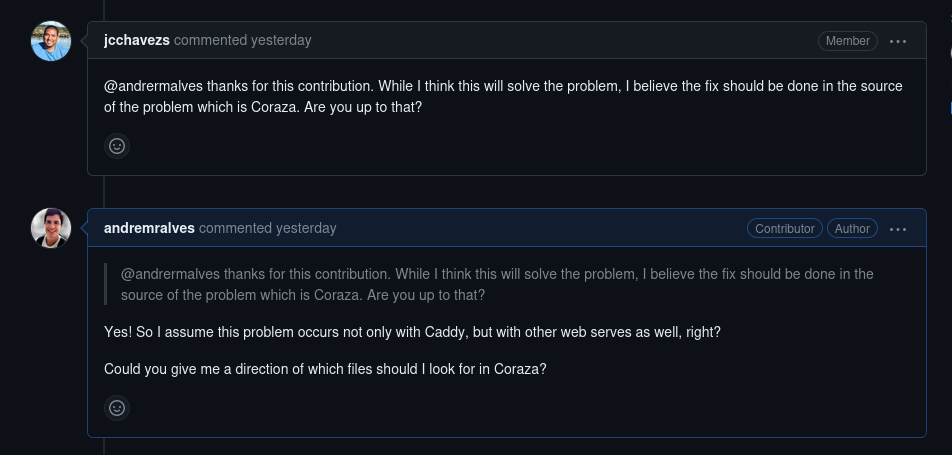 jcchavezs commented yesterday
Member
@andrermalves thanks for this contribution. While I think this will solve the problem, I believe the fix should be done in the source
of the problem which is Coraza. Are you up to that?
andremralves commented yesterday
Contributor
Author
@andrermalves thanks for this contribution. While I think this will solve the problem, I believe the fix should be done in the
source of the problem which is Coraza. Are you up to that?
Yes! So I assume this problem occurs not only with Caddy, but with other web serves as well, right?
Could you give me a direction of which files should I look for in Coraza?